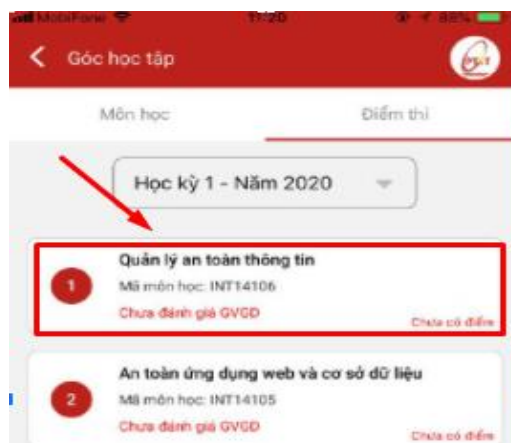 MobiFone 11:20 88%
Góc học tập
Môn học Điểm thi
Học kỳ 1 - Năm 2020
1
Quản lý an toàn thông tin
Mã môn học: INT14106
Chưa đánh giá GVGD
Chưa có điểm
2
An toàn ứng dụng web và cơ sở dữ liệu
Mã môn học: INT14105
Chưa đánh giá GVGD
Chưa có điểm